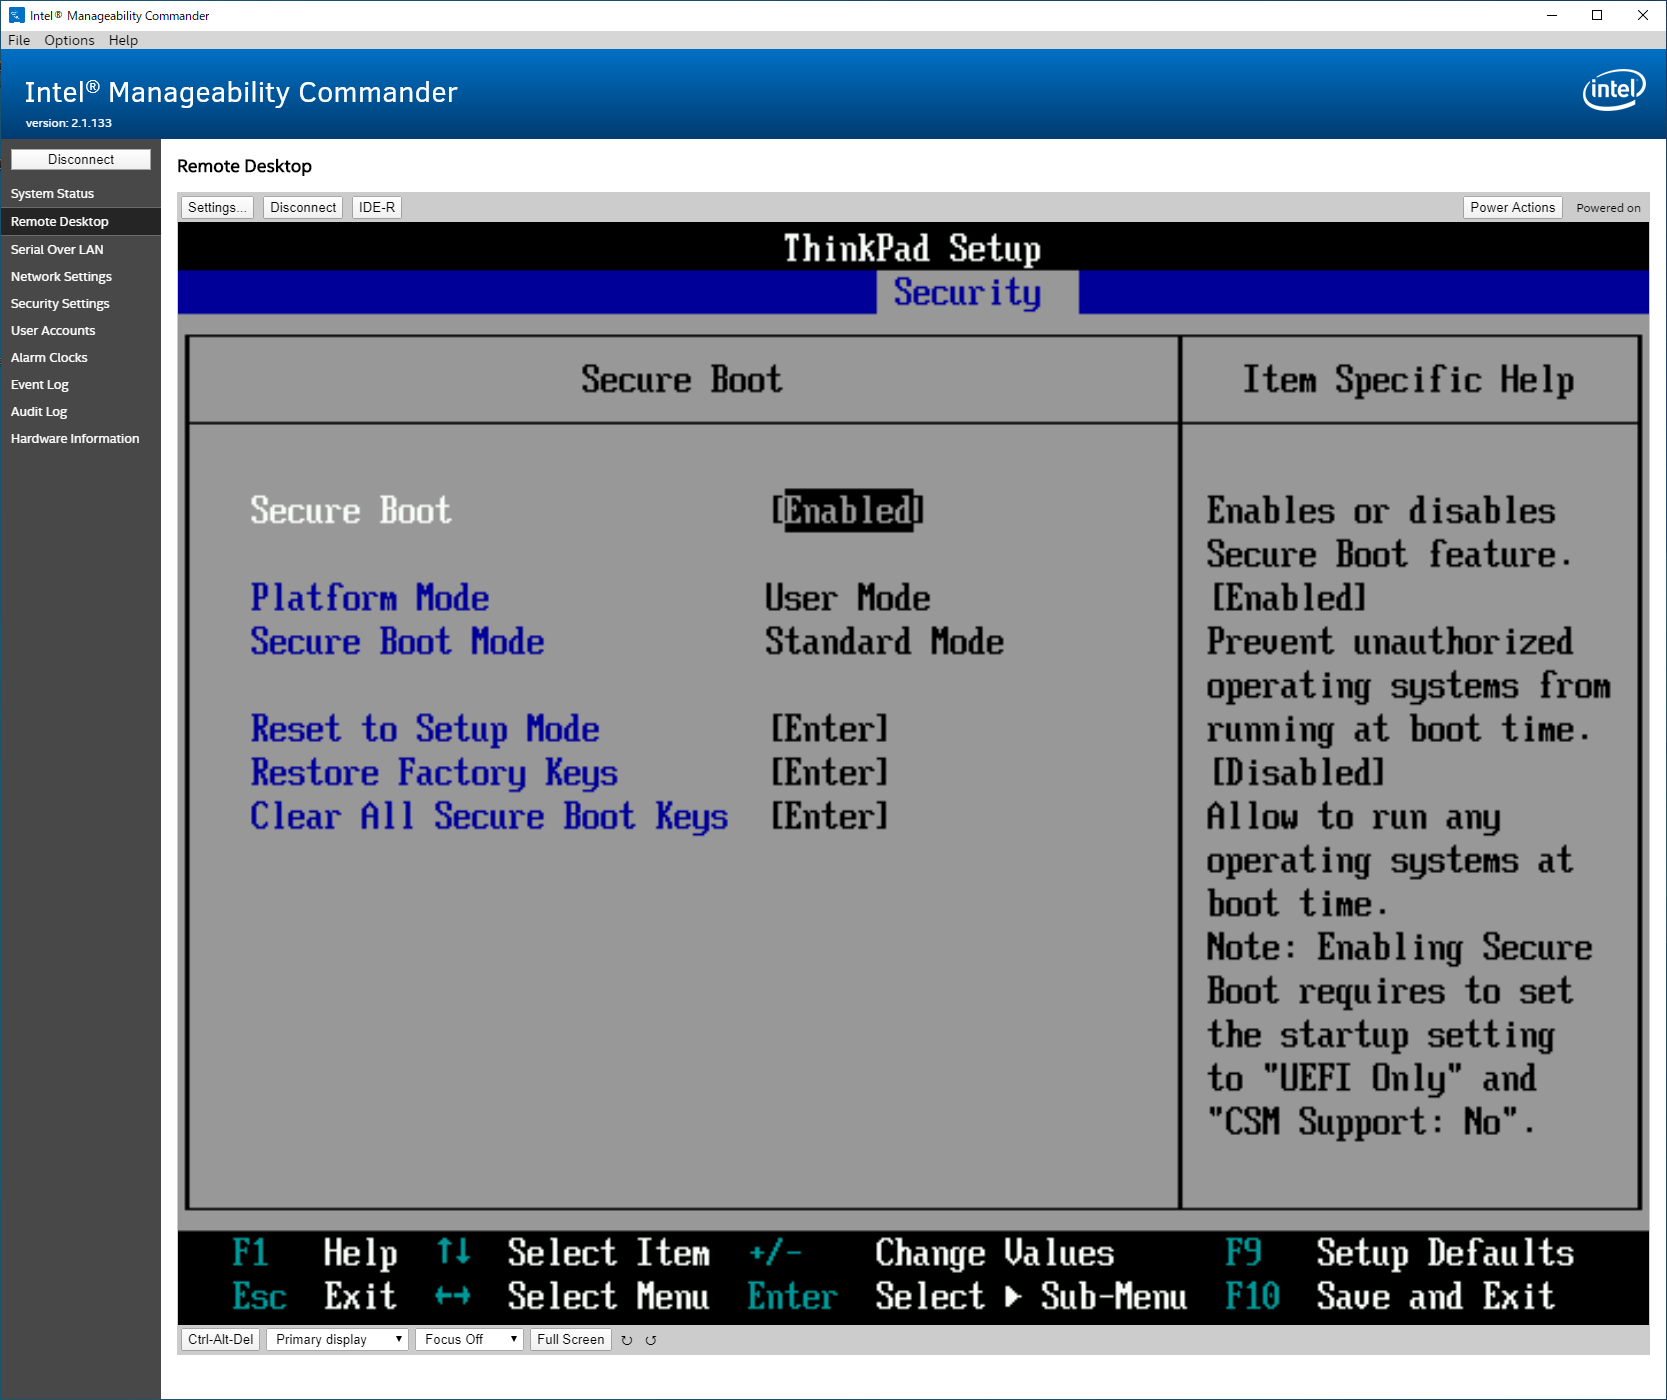 Intel® Manageability Commander
File Options Help
Intel® Manageability Commander
version: 2.1.133
intel
Disconnect
System Status
Remote Desktop
Serial Over LAN
Network Settings
Security Settings
User Accounts
Alarm Clocks
Event Log
Audit Log
Hardware Information
Remote Desktop
Settings... Disconnect IDE-R Power Actions Powered on
ThinkPad Setup
Security
Secure Boot
Secure Boot [Enabled]
Platform Mode User Mode
Secure Boot Mode Standard Mode
Reset to Setup Mode [Enter]
Restore Factory Keys [Enter]
Clear All Secure Boot Keys [Enter]
Item Specific Help
Enables or disables
Secure Boot feature.
[Enabled]
Prevent unauthorized
operating systems from
running at boot time.
[Disabled]
Allow to run any
operating systems at
boot time.
Note: Enabling Secure
Boot requires to set
the startup setting
to "UEFI Only" and
"CSM Support: No".
F1 Help ↑↓ Select Item +/- Change Values F9 Setup Defaults
Esc Exit ←→ Select Menu Enter Select ▶ Sub-Menu F10 Save and Exit
Ctrl-Alt-Del Primary display Focus Off Full Screen